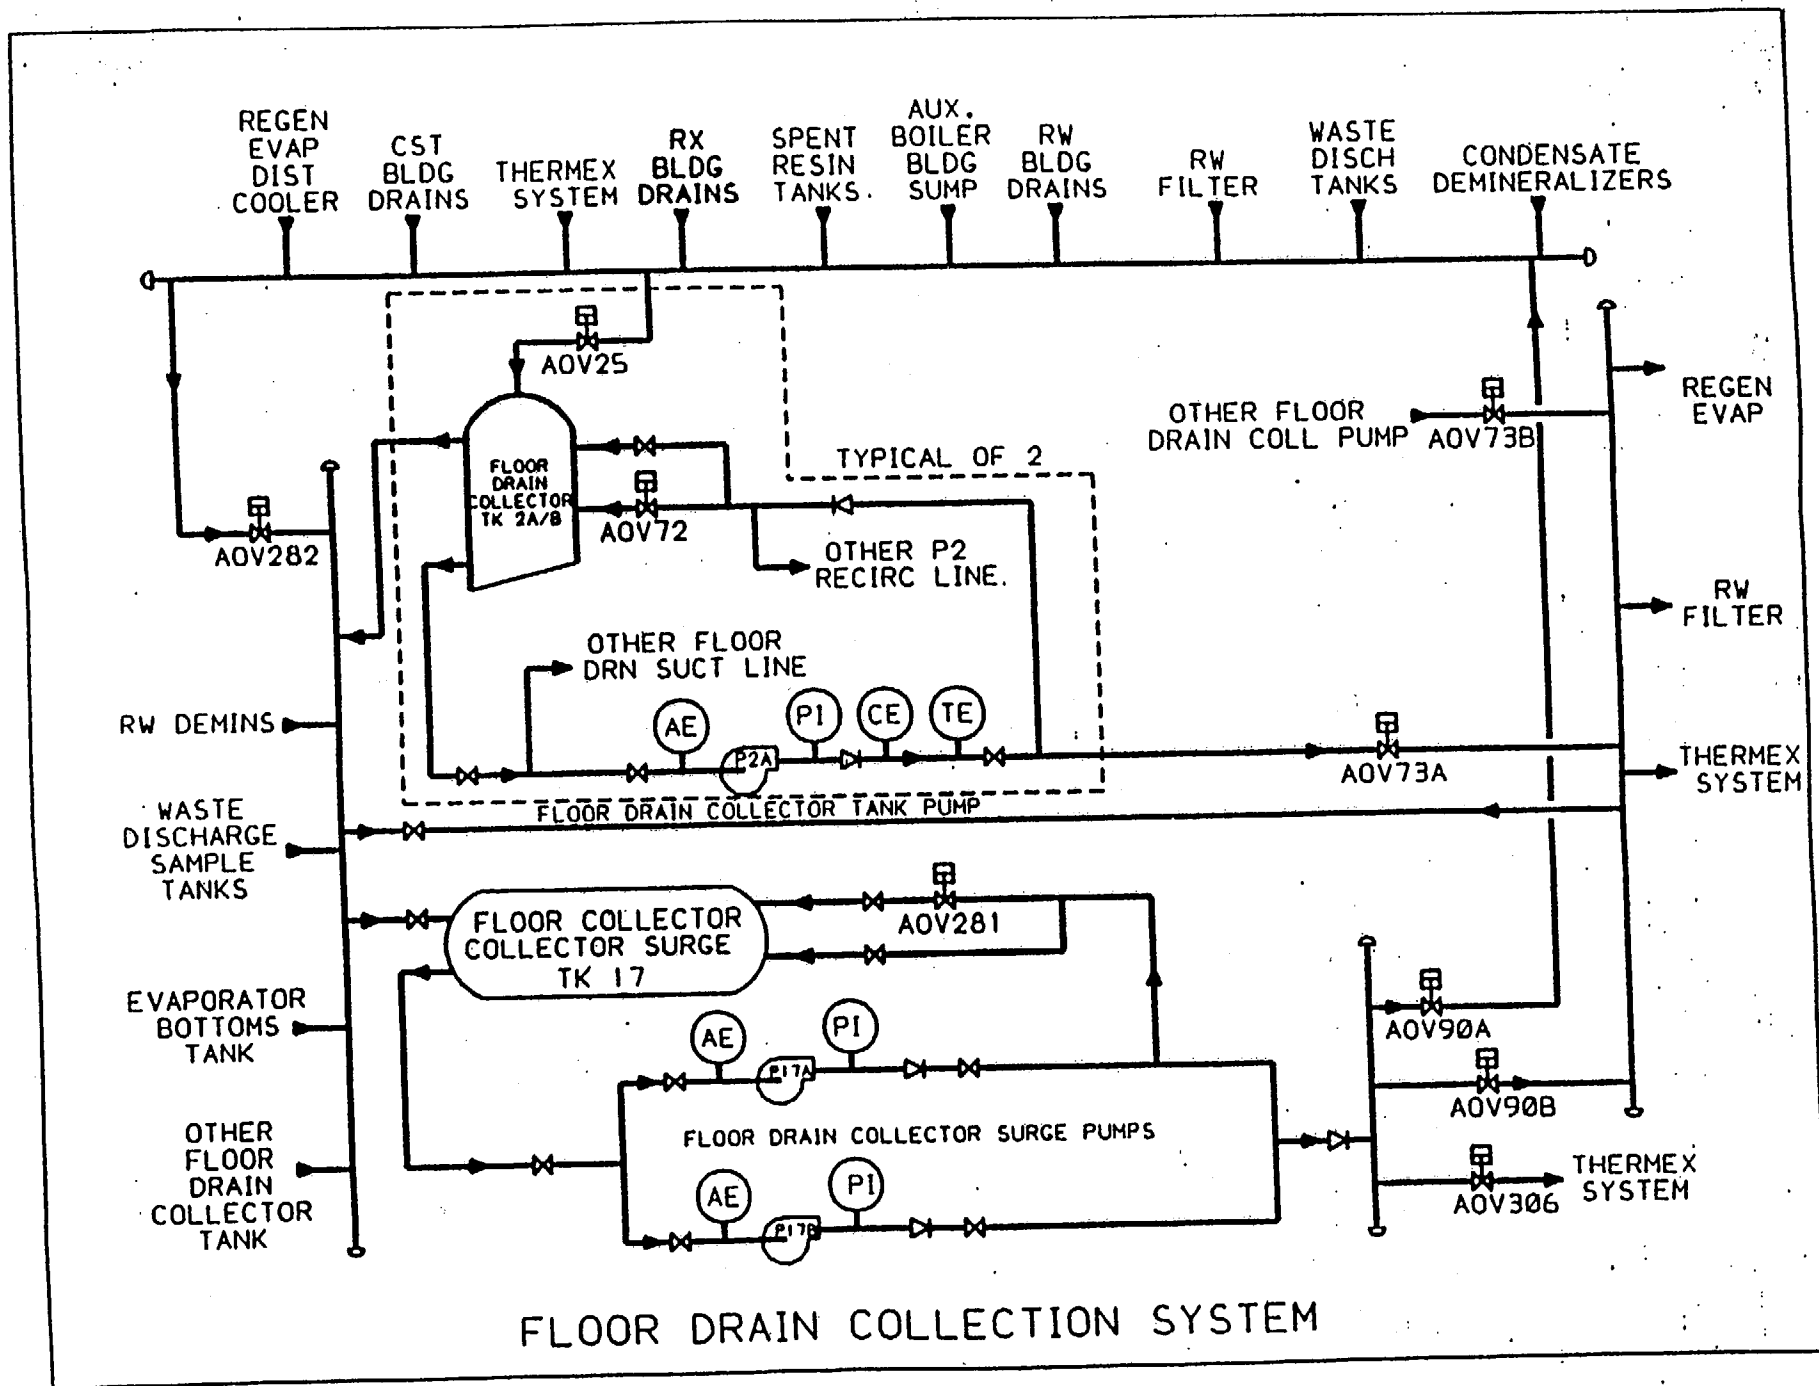 REGEN
EVAP
DIST
COOLER
CST
BLDG
DRAINS
THERMEX
SYSTEM
RX
BLDG
DRAINS
SPENT
RESIN
TANKS.
AUX.
BOILER
BLDG
SUMP
RW
BLDG
DRAINS
RW
FILTER
WASTE
DISCH
TANKS
CONDENSATE
DEMINERALIZERS
AOV25
REGEN
EVAP
OTHER FLOOR
DRAIN COLL PUMP
AOV73B
TYPICAL OF 2
FLOOR
DRAIN
COLLECTOR
TK 2A/B
AOV72
AOV282
OTHER P2
RECIRC LINE.
RW
FILTER
OTHER FLOOR
DRN SUCT LINE
RW DEMINS
AE
PI
CE
TE
P2A
AOV73A
THERMEX
SYSTEM
FLOOR DRAIN COLLECTOR TANK PUMP
WASTE
DISCHARGE
SAMPLE
TANKS
FLOOR COLLECTOR
COLLECTOR SURGE
TK 17
AOV281
EVAPORATOR
BOTTOMS
TANK
AE
PI
P17A
AOV90A
AOV90B
FLOOR DRAIN COLLECTOR SURGE PUMPS
OTHER
FLOOR
DRAIN
COLLECTOR
TANK
AE
PI
P17B
AOV306
THERMEX
SYSTEM
FLOOR DRAIN COLLECTION SYSTEM